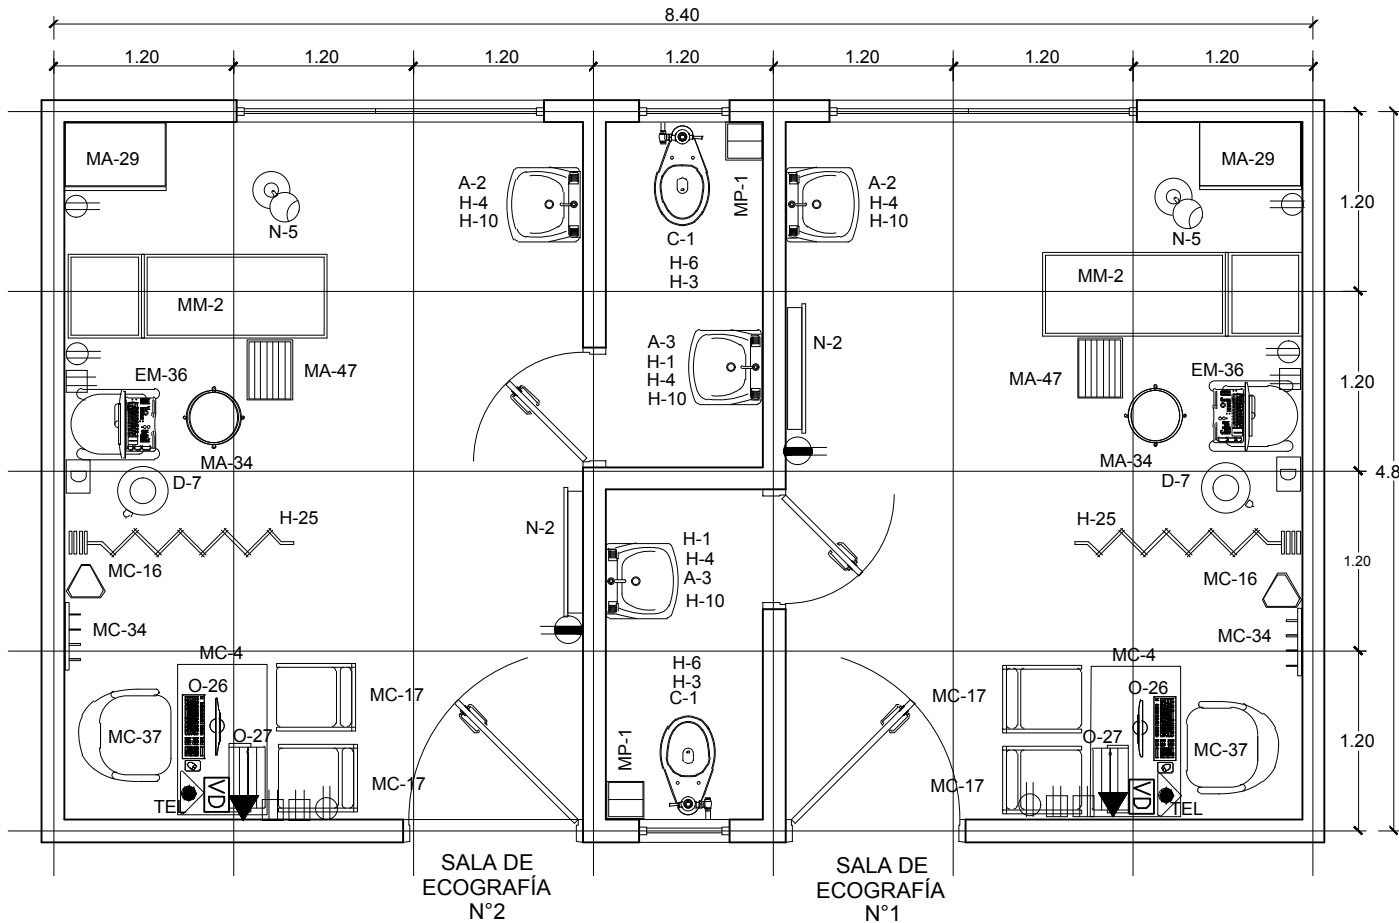 8.40
1.20 1.20 1.20 1.20 1.20 1.20 1.20
MA-29
MA-29
A-2
H-4
H-10
MP-1
A-2
H-4
H-10
1.20
N-5
C-1
H-6
H-3
N-5
MM-2
MM-2
A-3
H-1
H-4
H-10
N-2
EM-36
MA-47
MA-47
EM-36
1.20
MA-34
MA-34
D-7
D-7
4.8
H-25
N-2
H-1
H-4
A-3
H-10
H-25
MC-16
MC-16
1.20
MC-34
MC-34
MC-4
H-6
H-3
C-1
MC-4
O-26
MC-17
MC-17
O-26
MC-37
O-27
MP-1
O-27
MC-37
1.20
MC-17
MC-17
TEL
VD
VD
TEL
SALA DE
ECOGRAFÍA
N°2
SALA DE
ECOGRAFÍA
N°1